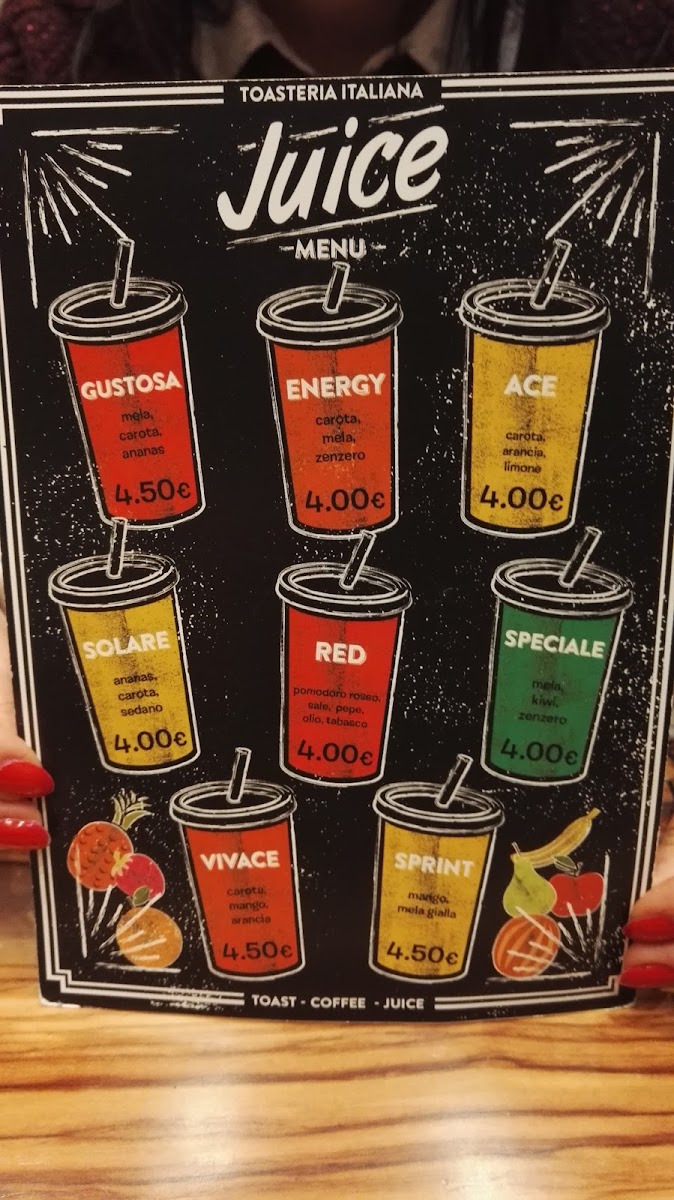 TOASTERIA ITALIANA
Juice
MENU
GUSTOSA
mela,
carota,
ananas
4.50€
ENERGY
carota,
mela,
zenzero
4.00€
ACE
carota,
arancia,
limone
4.00€
SOLARE
ananas,
carota,
sedano
4.00€
RED
pomodoro rosso,
sale, pepe,
olio, tabasco
4.00€
SPECIALE
mela,
kiwi,
zenzero
4.00€
VIVACE
carota,
mango,
arancia
4.50€
SPRINT
mango,
mela gialla
4.50€
TOAST - COFFEE - JUICE